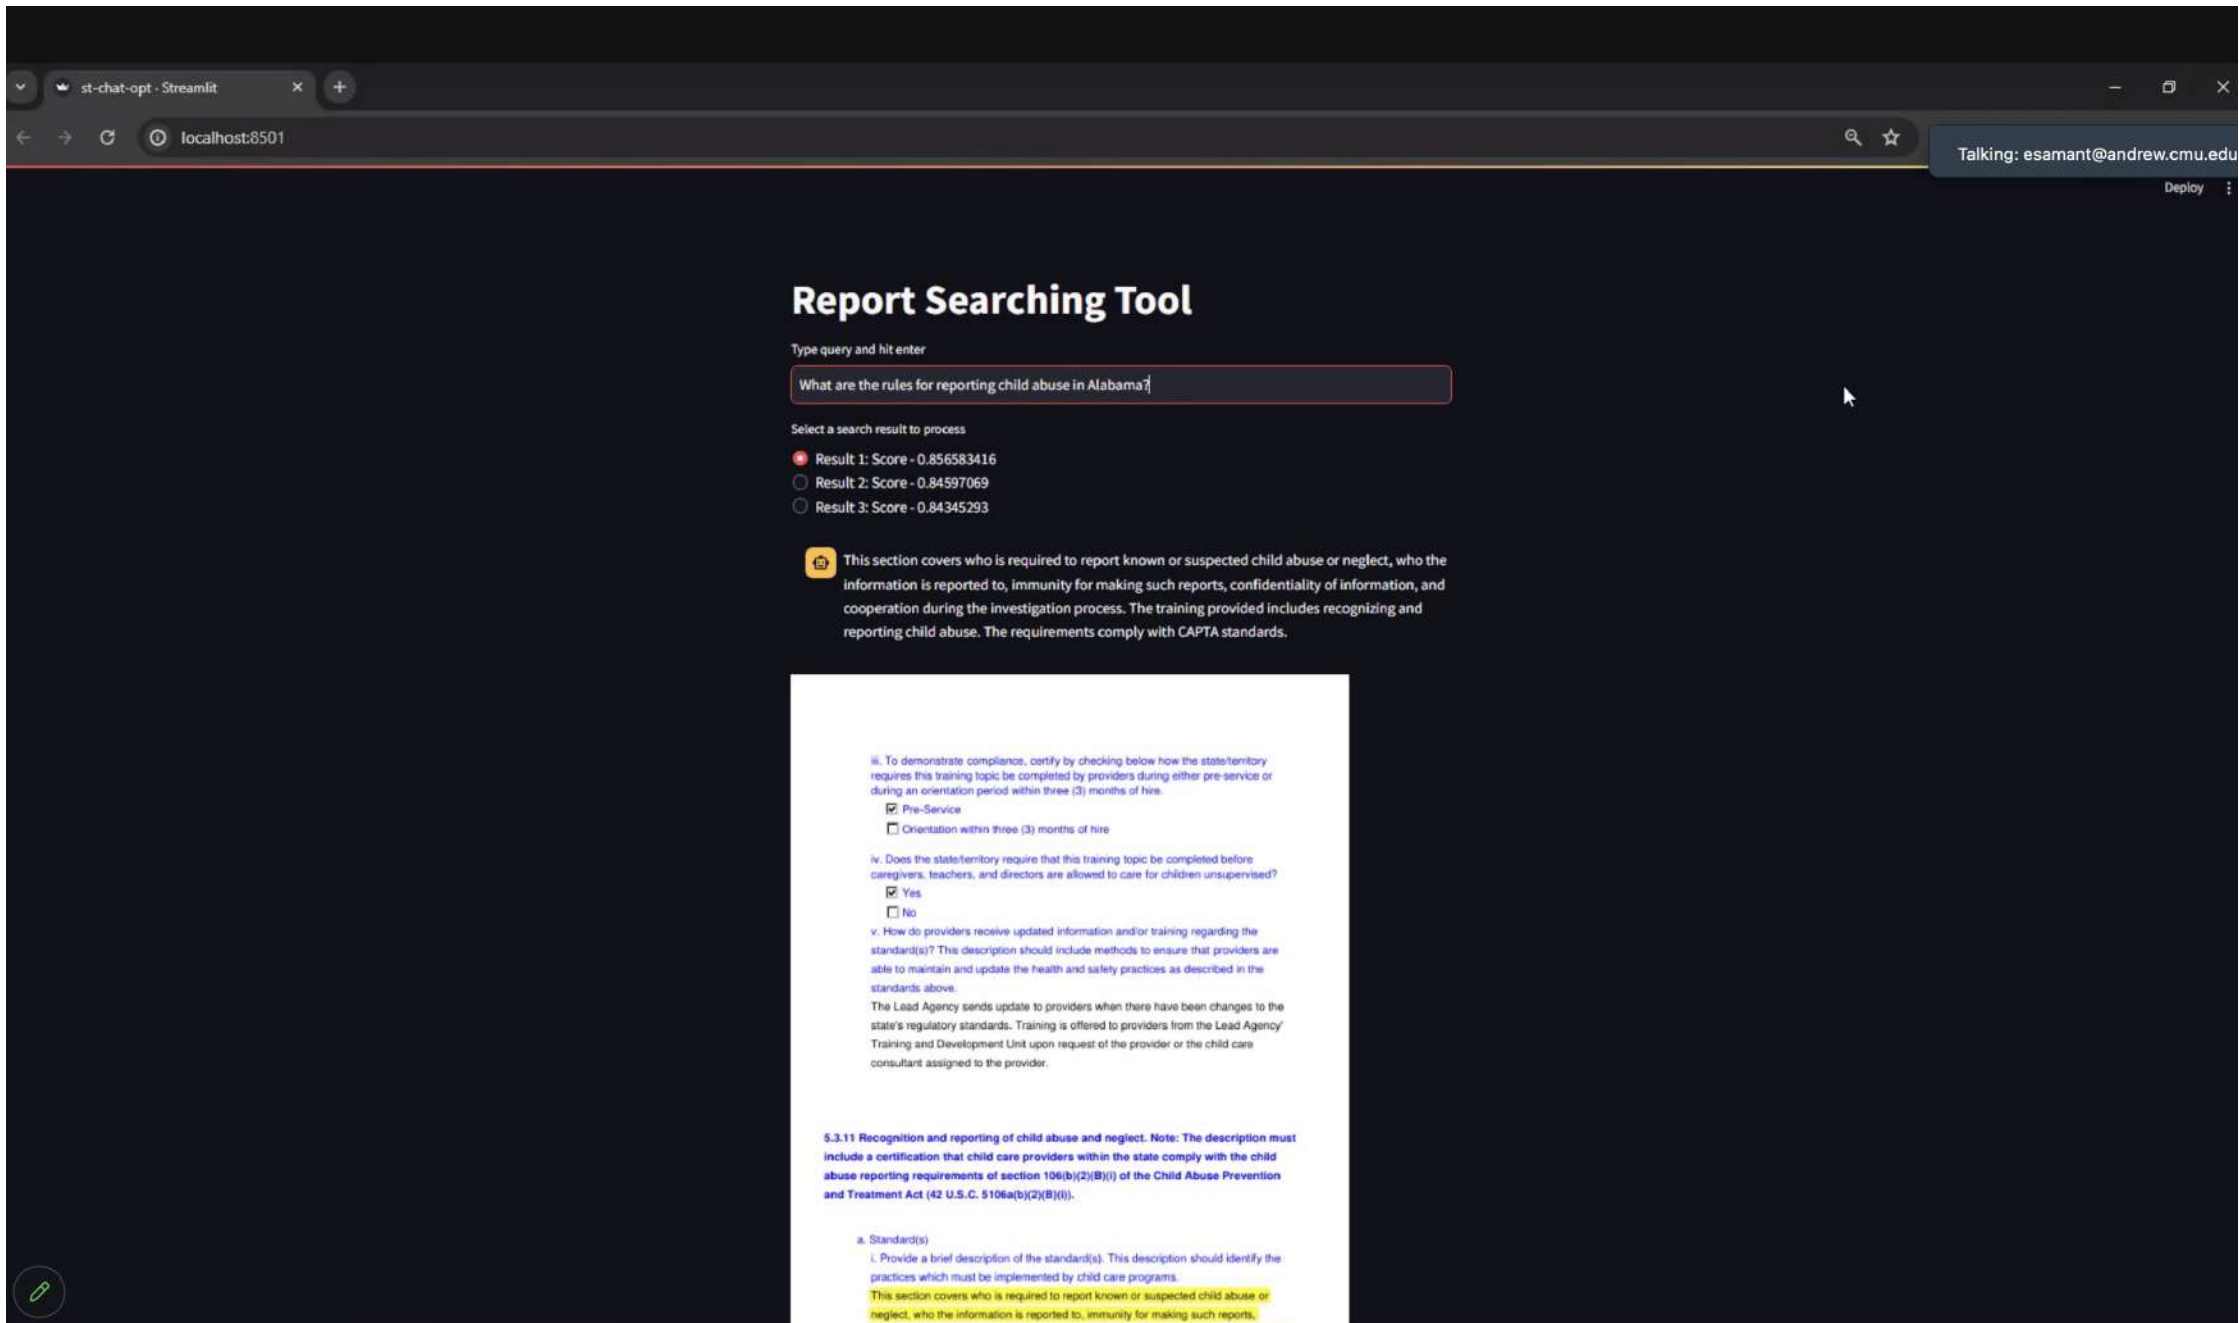 st-chat-opt · Streamlit
localhost:8501
Talking: esamant@andrew.cmu.edu
Deploy
Report Searching Tool
Type query and hit enter
What are the rules for reporting child abuse in Alabama?
Select a search result to process
Result 1: Score - 0.856583416
Result 2: Score - 0.84597069
Result 3: Score - 0.84345293
This section covers who is required to report known or suspected child abuse or neglect, who the
information is reported to, immunity for making such reports, confidentiality of information, and
cooperation during the investigation process. The training provided includes recognizing and
reporting child abuse. The requirements comply with CAPTA standards.
iii. To demonstrate compliance, certify by checking below how the state/territory
requires this training topic be completed by providers during either pre-service or
during an orientation period within three (3) months of hire.
Pre-Service
Orientation within three (3) months of hire
iv. Does the state/territory require that this training topic be completed before
caregivers, teachers, and directors are allowed to care for children unsupervised?
Yes
No
v. How do providers receive updated information and/or training regarding the
standard(s)? This description should include methods to ensure that providers are
able to maintain and update the health and safety practices as described in the
standards above.
The Lead Agency sends update to providers when there have been changes to the
state's regulatory standards. Training is offered to providers from the Lead Agency'
Training and Development Unit upon request of the provider or the child care
consultant assigned to the provider.
5.3.11 Recognition and reporting of child abuse and neglect. Note: The description must
include a certification that child care providers within the state comply with the child
abuse reporting requirements of section 106(b)(2)(B)(i) of the Child Abuse Prevention
and Treatment Act (42 U.S.C. 5106a(b)(2)(B)(i)).
a. Standard(s)
i. Provide a brief description of the standard(s). This description should identify the
practices which must be implemented by child care programs.
This section covers who is required to report known or suspected child abuse or
neglect, who the information is reported to, immunity for making such reports,